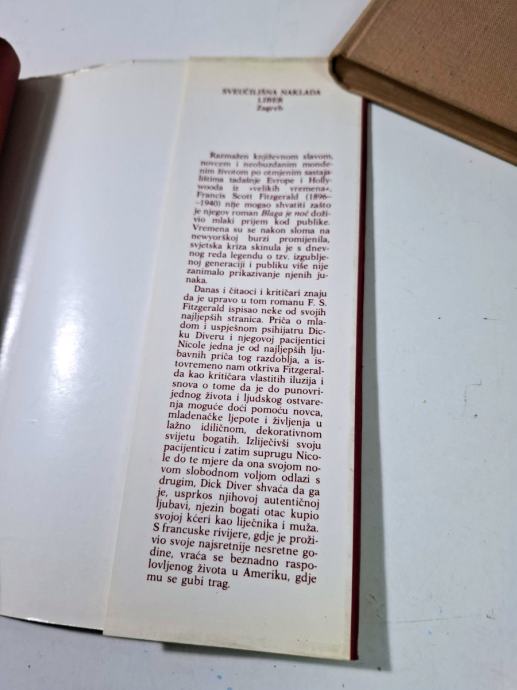 SVEUČILIŠNA NAKLADA
LIBER
Zagreb
Razmažen književnom slavom,
novcem i neobuzdanim monde-
nim životom po otmjenim sastaja-
lištima tadašnje Evrope i Holly-
wooda iz »velikih vremena«,
Francis Scott Fitzgerald (1896–
–1940) nije mogao shvatiti zašto
je njegov roman Blaga je noć doži-
vio mlaki prijem kod publike.
Vremena su se nakon sloma na
newyorškoj burzi promijenila,
svjetska kriza skinula je s dnev-
nog reda legendu o tzv. izgublje-
noj generaciji i publiku više nije
zanimalo prikazivanje njenih ju-
naka.
Danas i čitaoci i kritičari znaju
da je upravo u tom romanu F. S.
Fitzgerald ispisao neke od svojih
najljepših stranica. Priča o mla-
dom i uspješnom psihijatru Dic-
ku Diveru i njegovoj pacijentici
Nicole jedna je od najljepših lju-
bavnih priča tog razdoblja, a is-
tovremeno nam otkriva Fitzgeral-
da kao kritičara vlastitih iluzija i
snova o tome da je do punovri-
jednog života i ljudskog ostvare-
nja moguće doći pomoću novca,
mladenačke ljepote i življenja u
lažno idiličnom, dekorativnom
svijetu bogatih. Izliječivši svoju
pacijenticu i zatim suprugu Nico-
le do te mjere da ona svojom no-
vom slobodnom voljom odlazi s
drugim, Dick Diver shvaća da ga
je, usprkos njihovoj autentičnoj
ljubavi, njezin bogati otac kupio
svojoj kćeri kao liječnika i muža.
S francuske rivijere, gdje je proži-
vio svoje najsretnije nesretne go-
dine, vraća se beznadno raspo-
lovljenog života u Ameriku, gdje
mu se gubi trag.